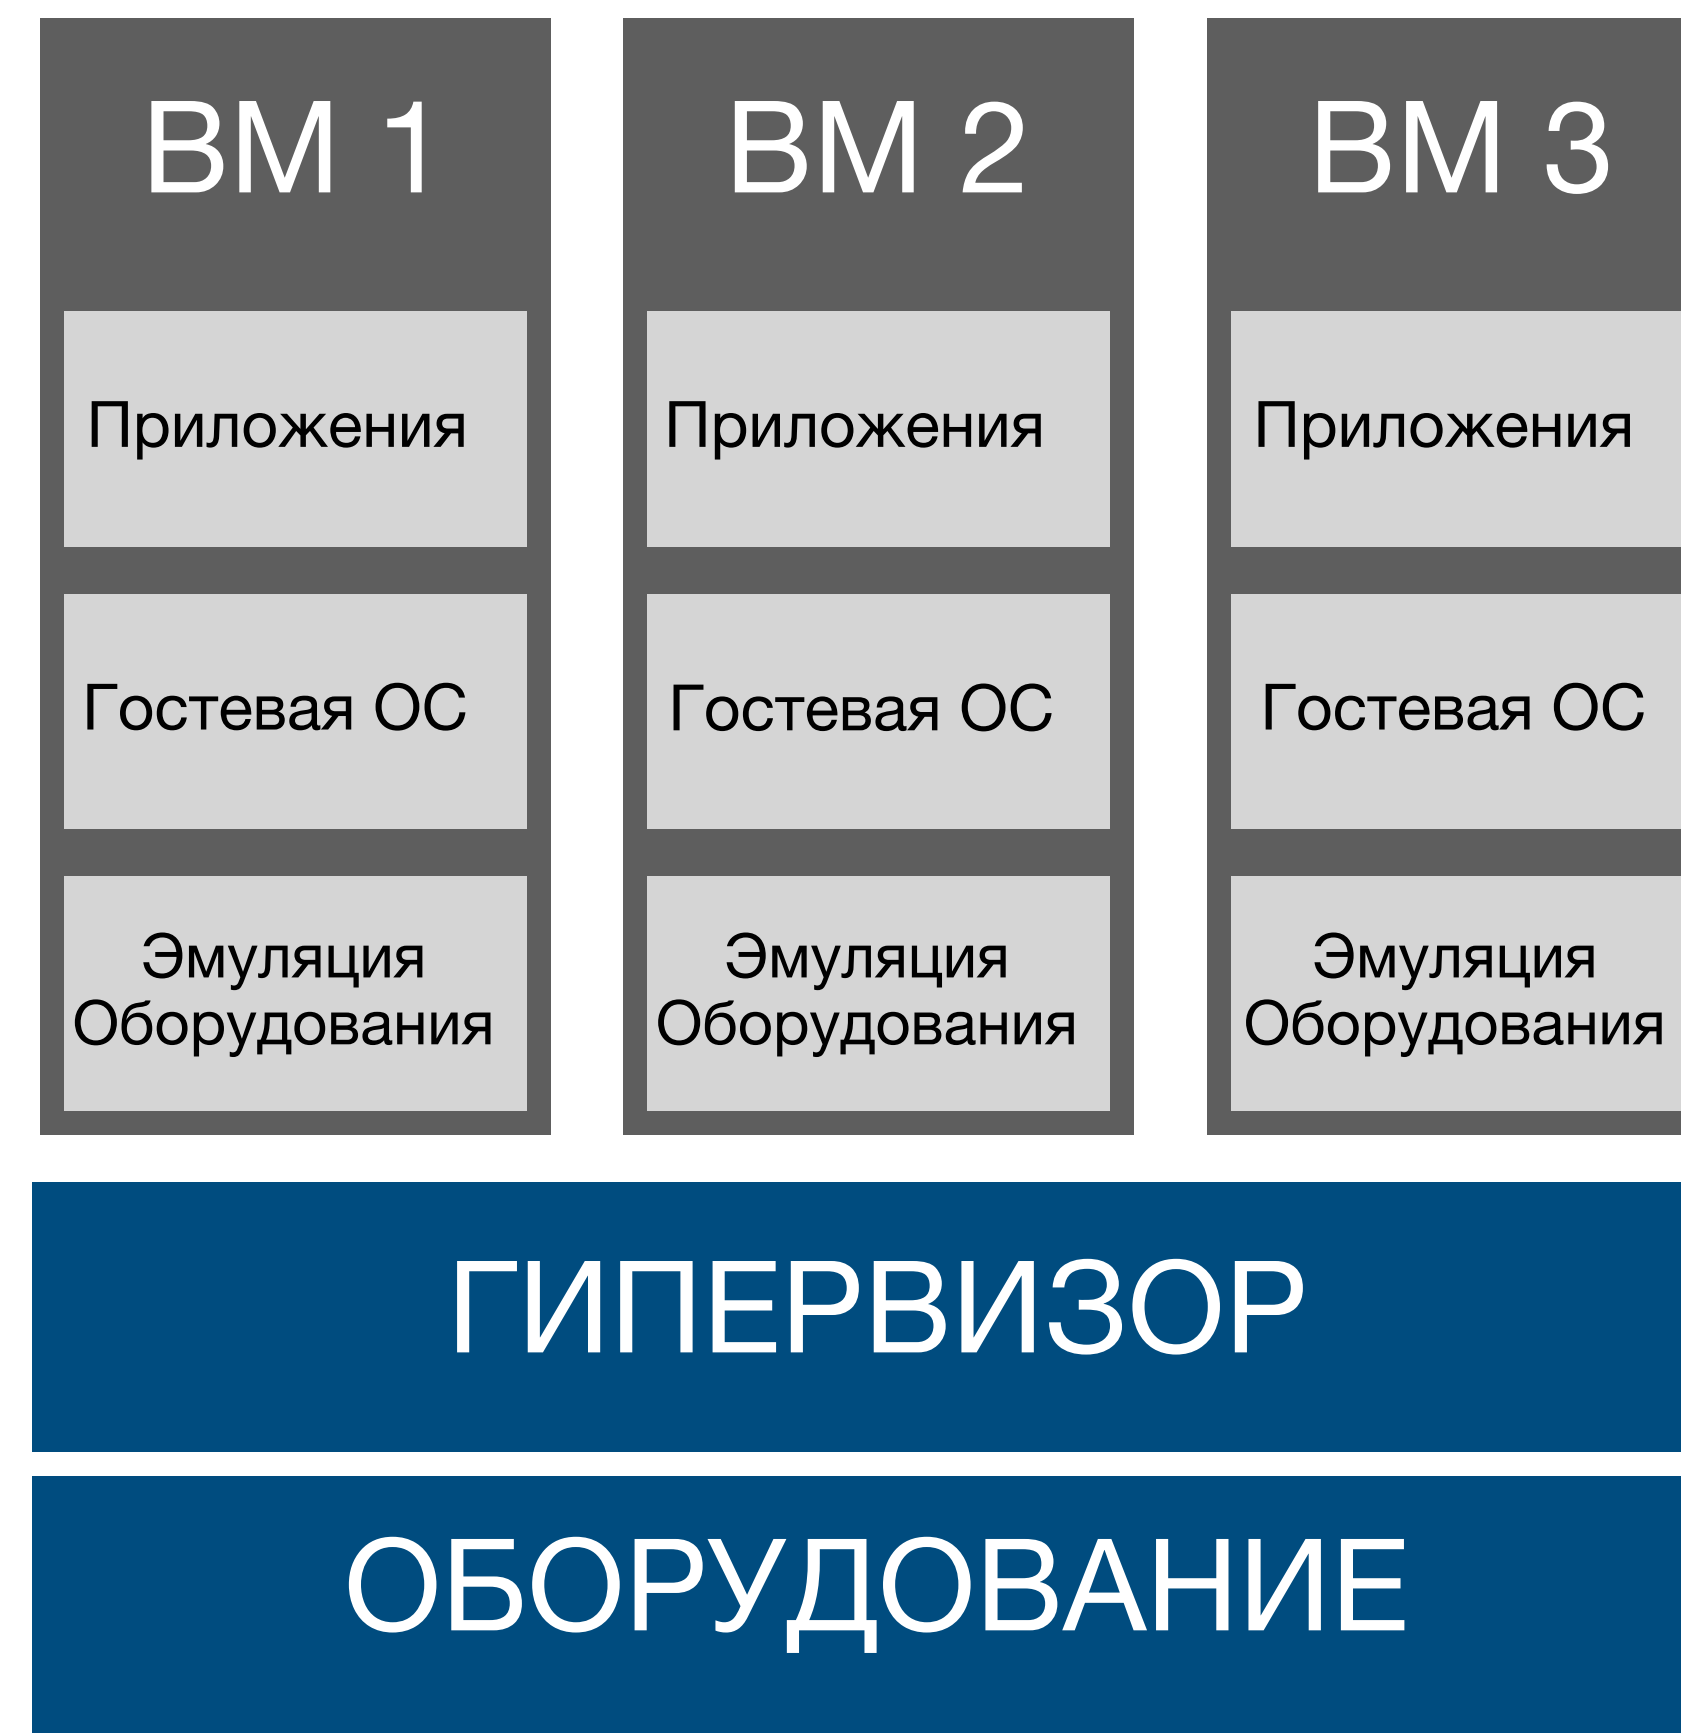 ВМ 1
ВМ 2
ВМ 3
Приложения
Приложения
Приложения
Гостевая ОС
Гостевая ОС
Гостевая ОС
Эмуляция
Оборудования
Эмуляция
Оборудования
Эмуляция
Оборудования
ГИПЕРВИЗОР
ОБОРУДОВАНИЕ